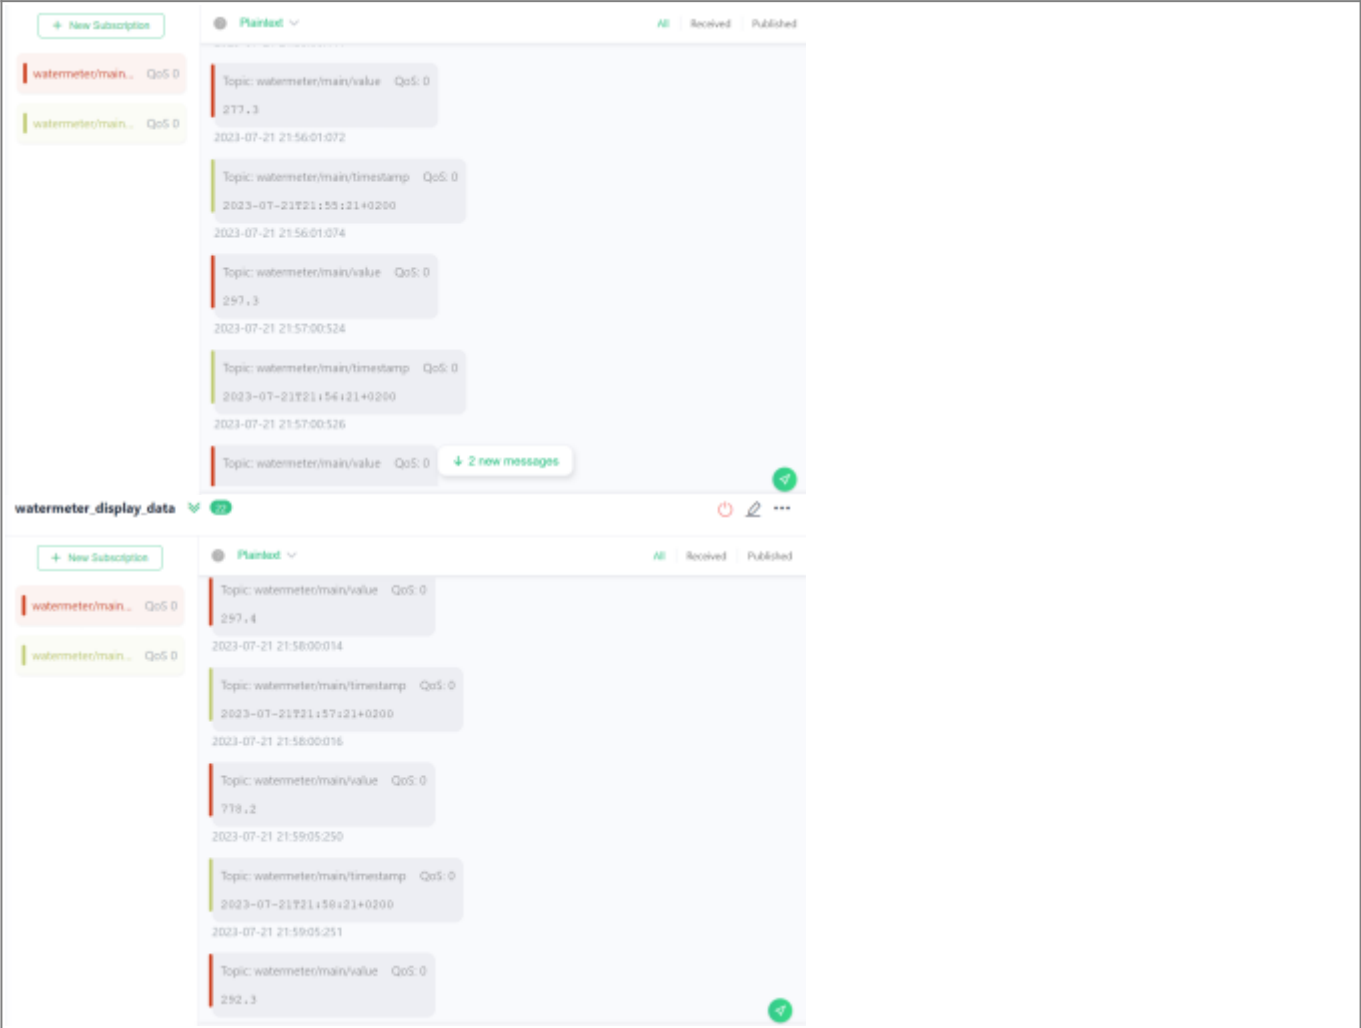 + New Subscription
Plaintext
All Received Published
watermeter/main... QoS 0
watermeter/main... QoS 0
Topic: watermeter/main/value QoS: 0
277.3
2023-07-21 21:56:01:072
Topic: watermeter/main/timestamp QoS: 0
2023-07-21T21:55:21+0200
2023-07-21 21:56:01:074
Topic: watermeter/main/value QoS: 0
297.3
2023-07-21 21:57:00:524
Topic: watermeter/main/timestamp QoS: 0
2023-07-21T21:56:21+0200
2023-07-21 21:57:00:526
Topic: watermeter/main/value QoS: 0
2 new messages
watermeter_display_data 22
+ New Subscription
Plaintext
All Received Published
watermeter/main... QoS 0
watermeter/main... QoS 0
Topic: watermeter/main/value QoS: 0
297.4
2023-07-21 21:58:00:014
Topic: watermeter/main/timestamp QoS: 0
2023-07-21T21:57:21+0200
2023-07-21 21:58:00:016
Topic: watermeter/main/value QoS: 0
778.2
2023-07-21 21:59:05:250
Topic: watermeter/main/timestamp QoS: 0
2023-07-21T21:58:21+0200
2023-07-21 21:59:05:251
Topic: watermeter/main/value QoS: 0
292.3